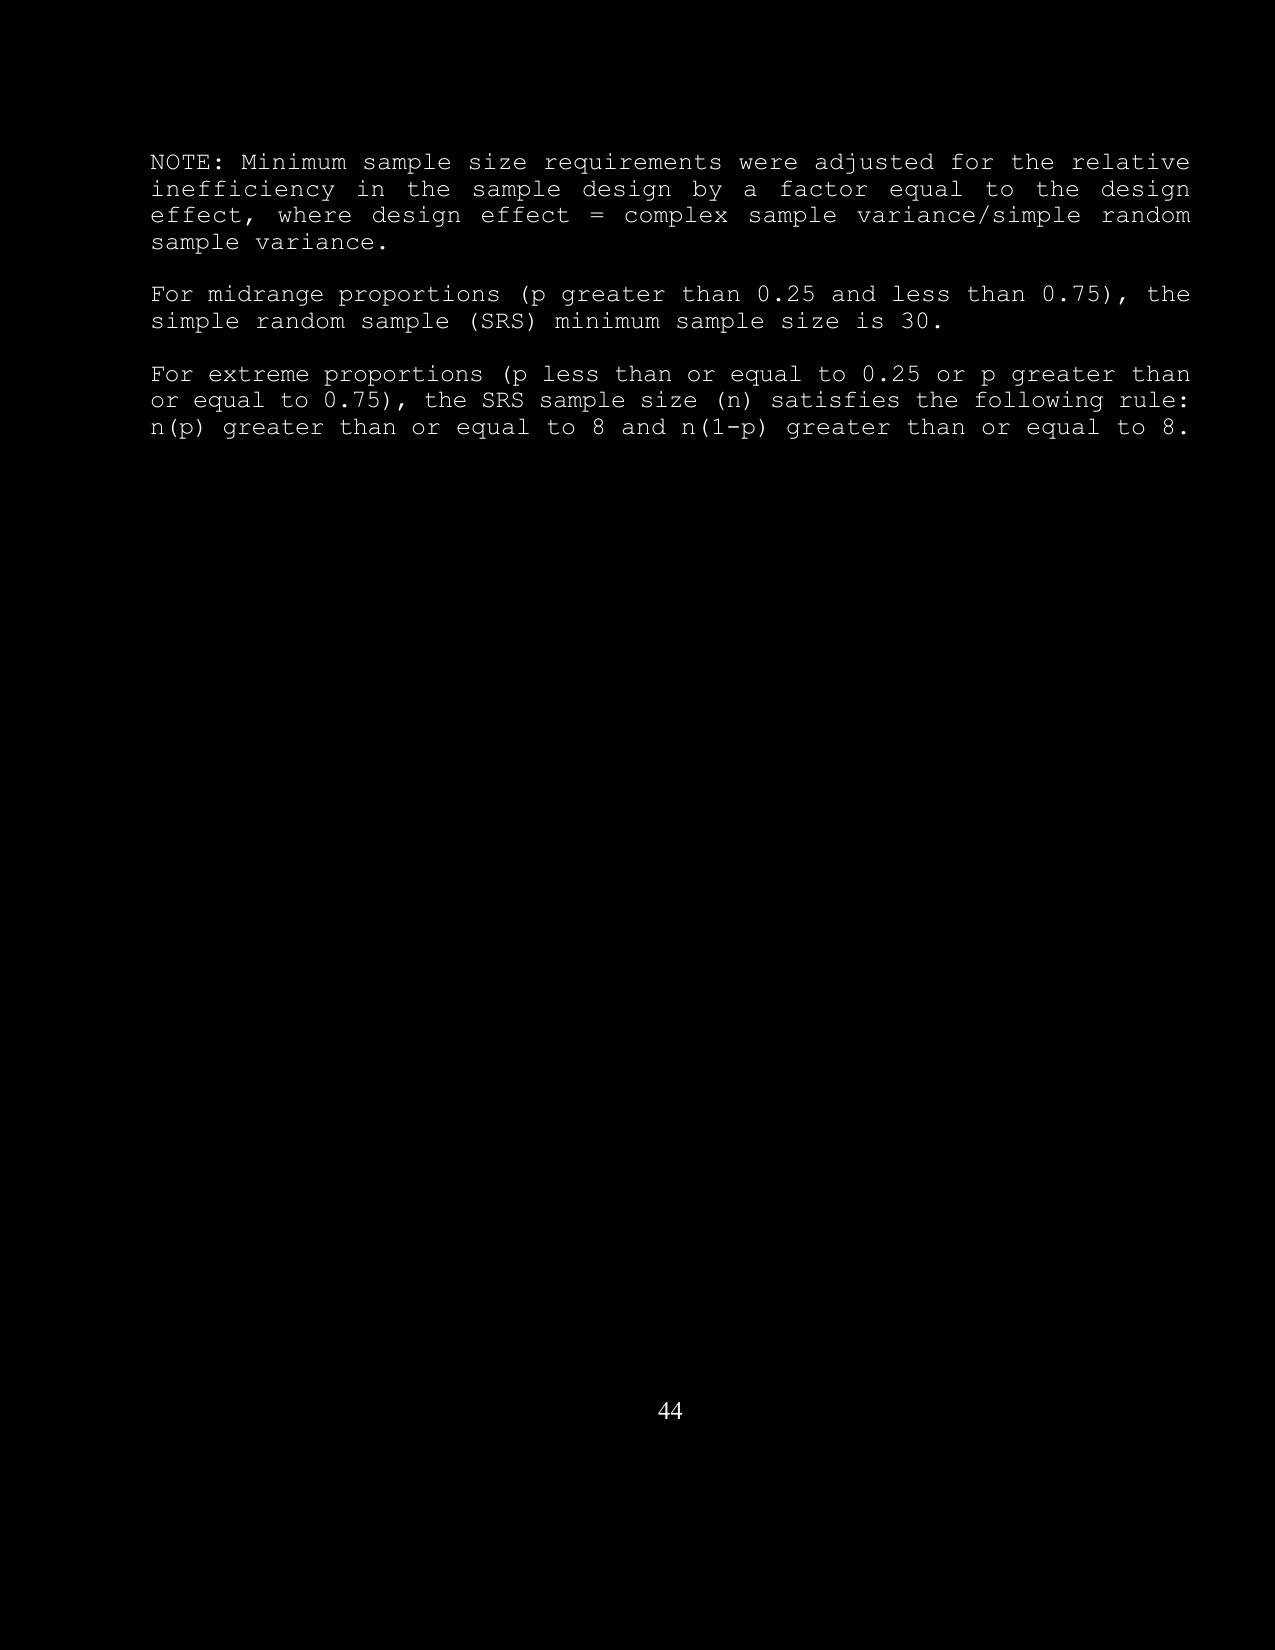 NOTE: Minimum sample size requirements were adjusted for the relative
inefficiency in the sample design by a factor equal to the design
effect, where design effect = complex sample variance/simple random
sample variance.
For midrange proportions (p greater than 0.25 and less than 0.75), the
simple random sample (SRS) minimum sample size is 30.
For extreme proportions (p less than or equal to 0.25 or p greater than
or equal to 0.75), the SRS sample size (n) satisfies the following rule:
n(p) greater than or equal to 8 and n(1-p) greater than or equal to 8.
44